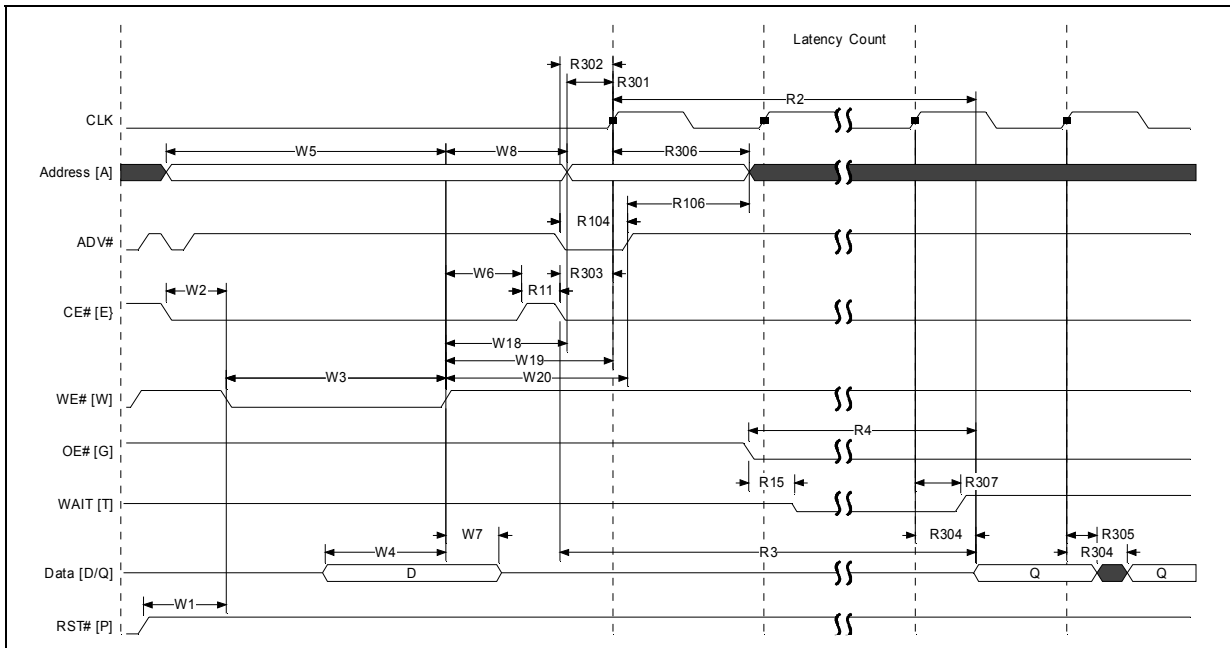 Latency Count
R302
R301
R2
CLK
W5
W8
R306
Address [A]
R106
R104
ADV#
W6
R303
R11
W2
CE# [E}
W18
W19
W3
W20
WE# [W]
R4
OE# [G]
R15
R307
WAIT [T]
W7
R304
R305
W4
R3
R304
Data [D/Q]
D
Q
Q
W1
RST# [P]